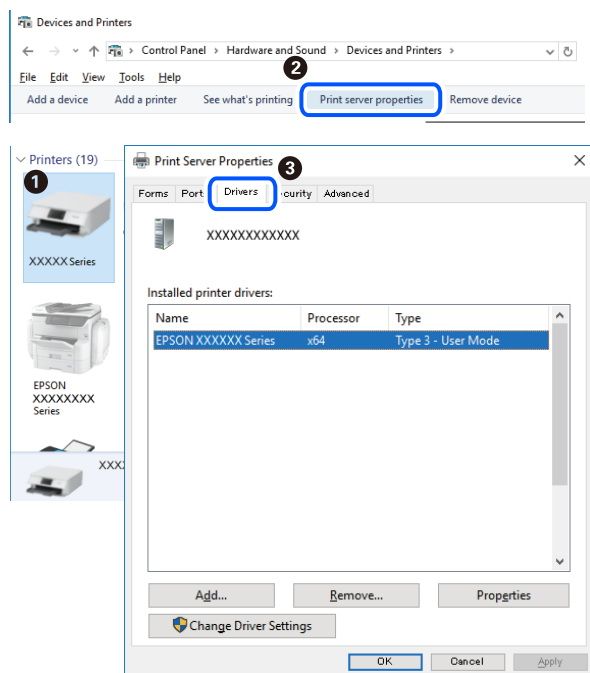 Devices and Printers
Control Panel > Hardware and Sound > Devices and Printers >
2
File Edit View Tools Help
Add a device Add a printer See what's printing Print server properties Remove device
Printers (19)
1
XXXXX Series
EPSON
XXXXXXXX
Series
XXX
Print Server Properties
3
Forms Port Drivers curity Advanced
XXXXXXXXXXXX
Installed printer drivers:
Name Processor Type
EPSON XXXXXX Series x64 Type 3 - User Mode
Add... Remove... Properties
Change Driver Settings
OK Cancel Apply